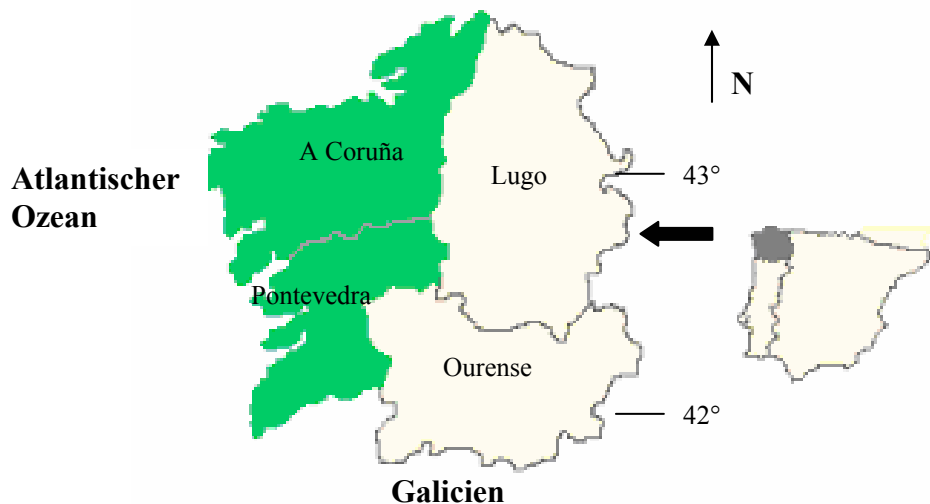 N
A Coruña
Lugo
43°
Atlantischer
Ozean
Pontevedra
Ourense
42°
Galicien